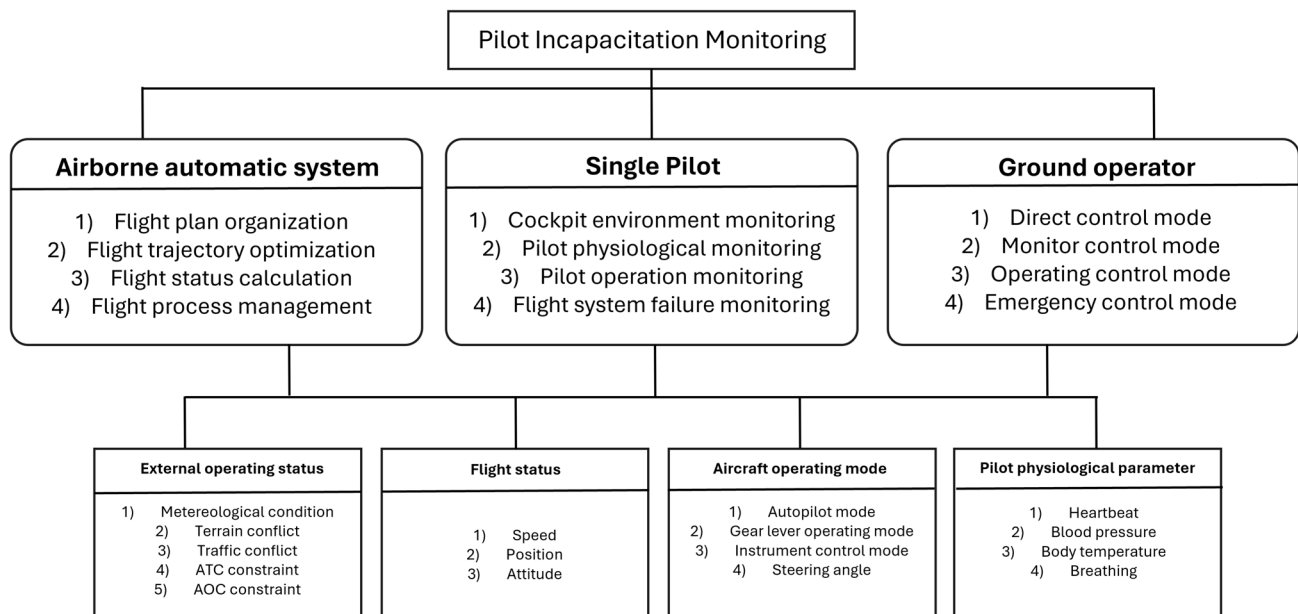 Pilot Incapacitation Monitoring
Airborne automatic system
1) Flight plan organization
2) Flight trajectory optimization
3) Flight status calculation
4) Flight process management
Single Pilot
1) Cockpit environment monitoring
2) Pilot physiological monitoring
3) Pilot operation monitoring
4) Flight system failure monitoring
Ground operator
1) Direct control mode
2) Monitor control mode
3) Operating control mode
4) Emergency control mode
External operating status
1) Metereological condition
2) Terrain conflict
3) Traffic conflict
4) ATC constraint
5) AOC constraint
Flight status
1) Speed
2) Position
3) Attitude
Aircraft operating mode
1) Autopilot mode
2) Gear lever operating mode
3) Instrument control mode
4) Steering angle
Pilot physiological parameter
1) Heartbeat
2) Blood pressure
3) Body temperature
4) Breathing